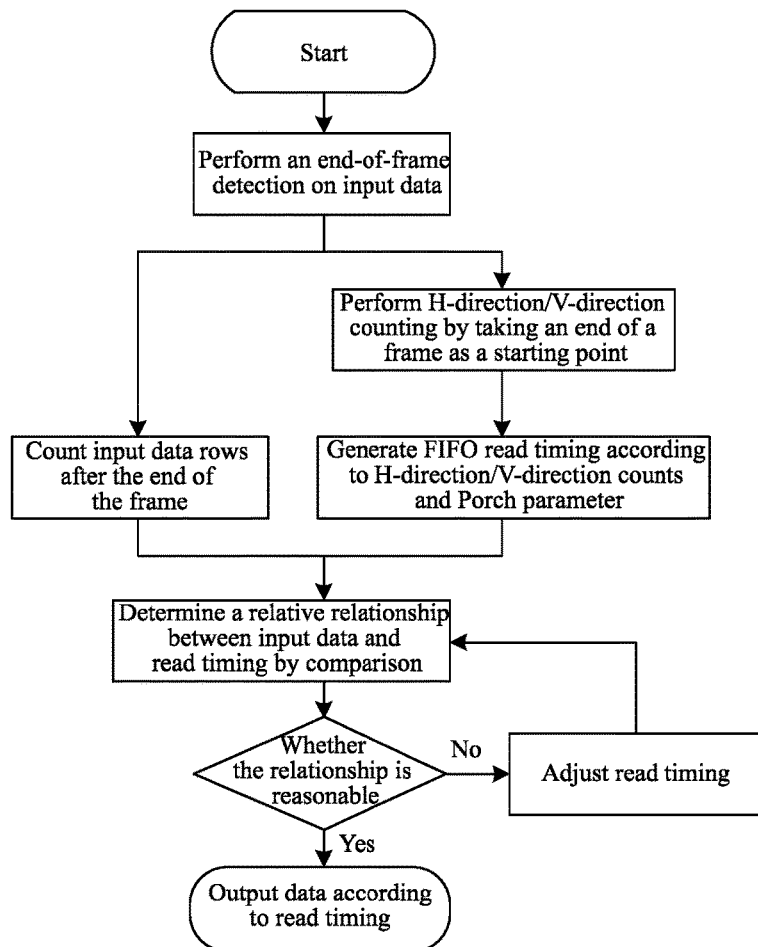 Start
Perform an end-of-frame
detection on input data
Perform H-direction/V-direction
counting by taking an end of a
frame as a starting point
Count input data rows
after the end of
the frame
Generate FIFO read timing according
to H-direction/V-direction counts
and Porch parameter
Determine a relative relationship
between input data and
read timing by comparison
Whether
the relationship is
reasonable
No
Adjust read timing
Yes
Output data according
to read timing